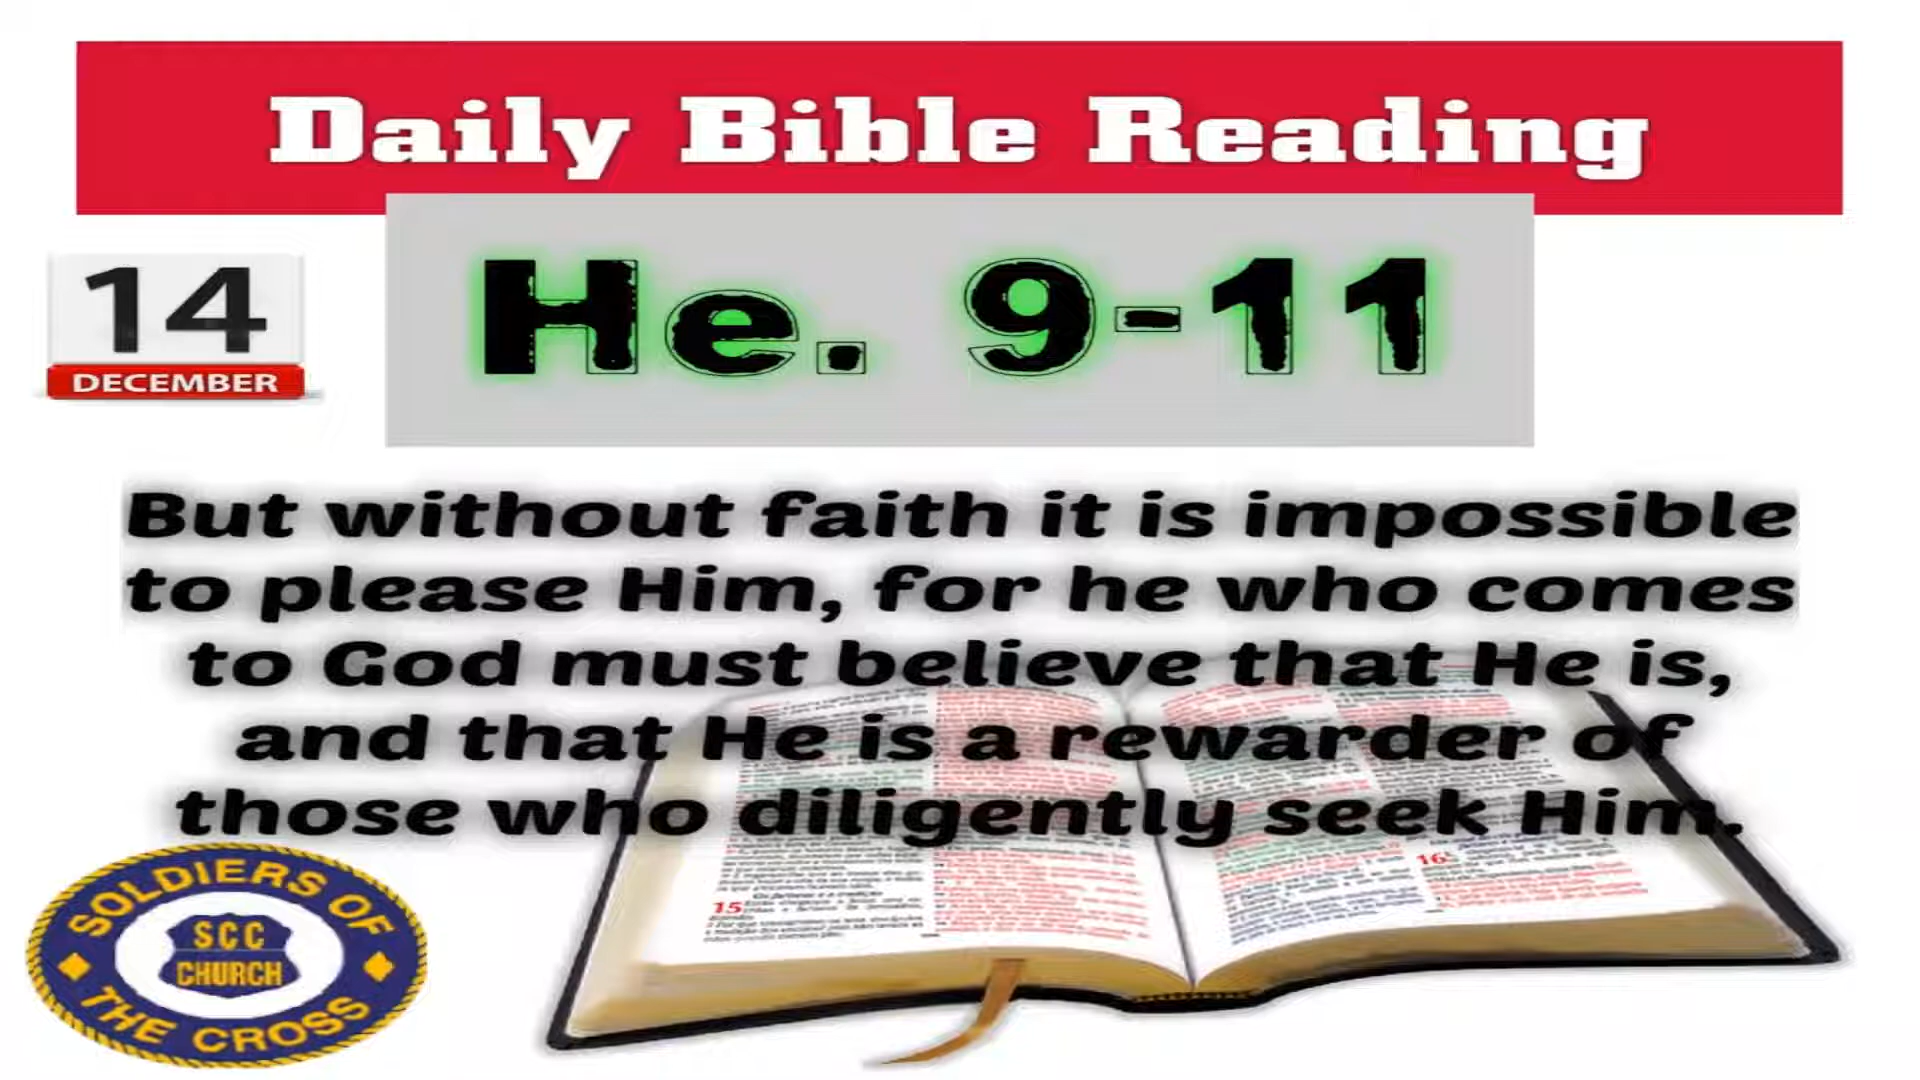 Daily Bible Reading
14
DECEMBER
He. 9-11
But without faith it is impossible
to please Him, for he who comes
to God must believe that He is,
and that He is a rewarder of
those who diligently seek Him.
SOLDIERS OF
SCC
CHURCH
THE CROSS
15
16